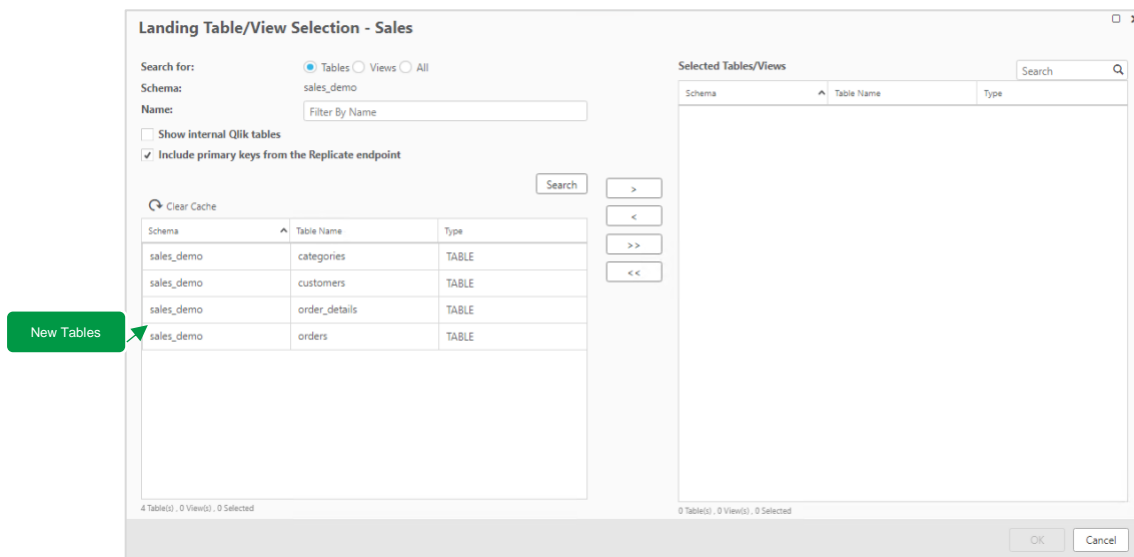 Landing Table/View Selection - Sales
Search for:
Tables Views All
Schema:
sales_demo
Name:
Filter By Name
Show internal Qlik tables
Include primary keys from the Replicate endpoint
Search
Clear Cache
Schema Table Name Type
sales_demo categories TABLE
sales_demo customers TABLE
sales_demo order_details TABLE
sales_demo orders TABLE
4 Table(s) , 0 View(s) , 0 Selected
New Tables
>
<
>>
<<
Selected Tables/Views
Search
Schema Table Name Type
0 Table(s) , 0 View(s) , 0 Selected
OK Cancel